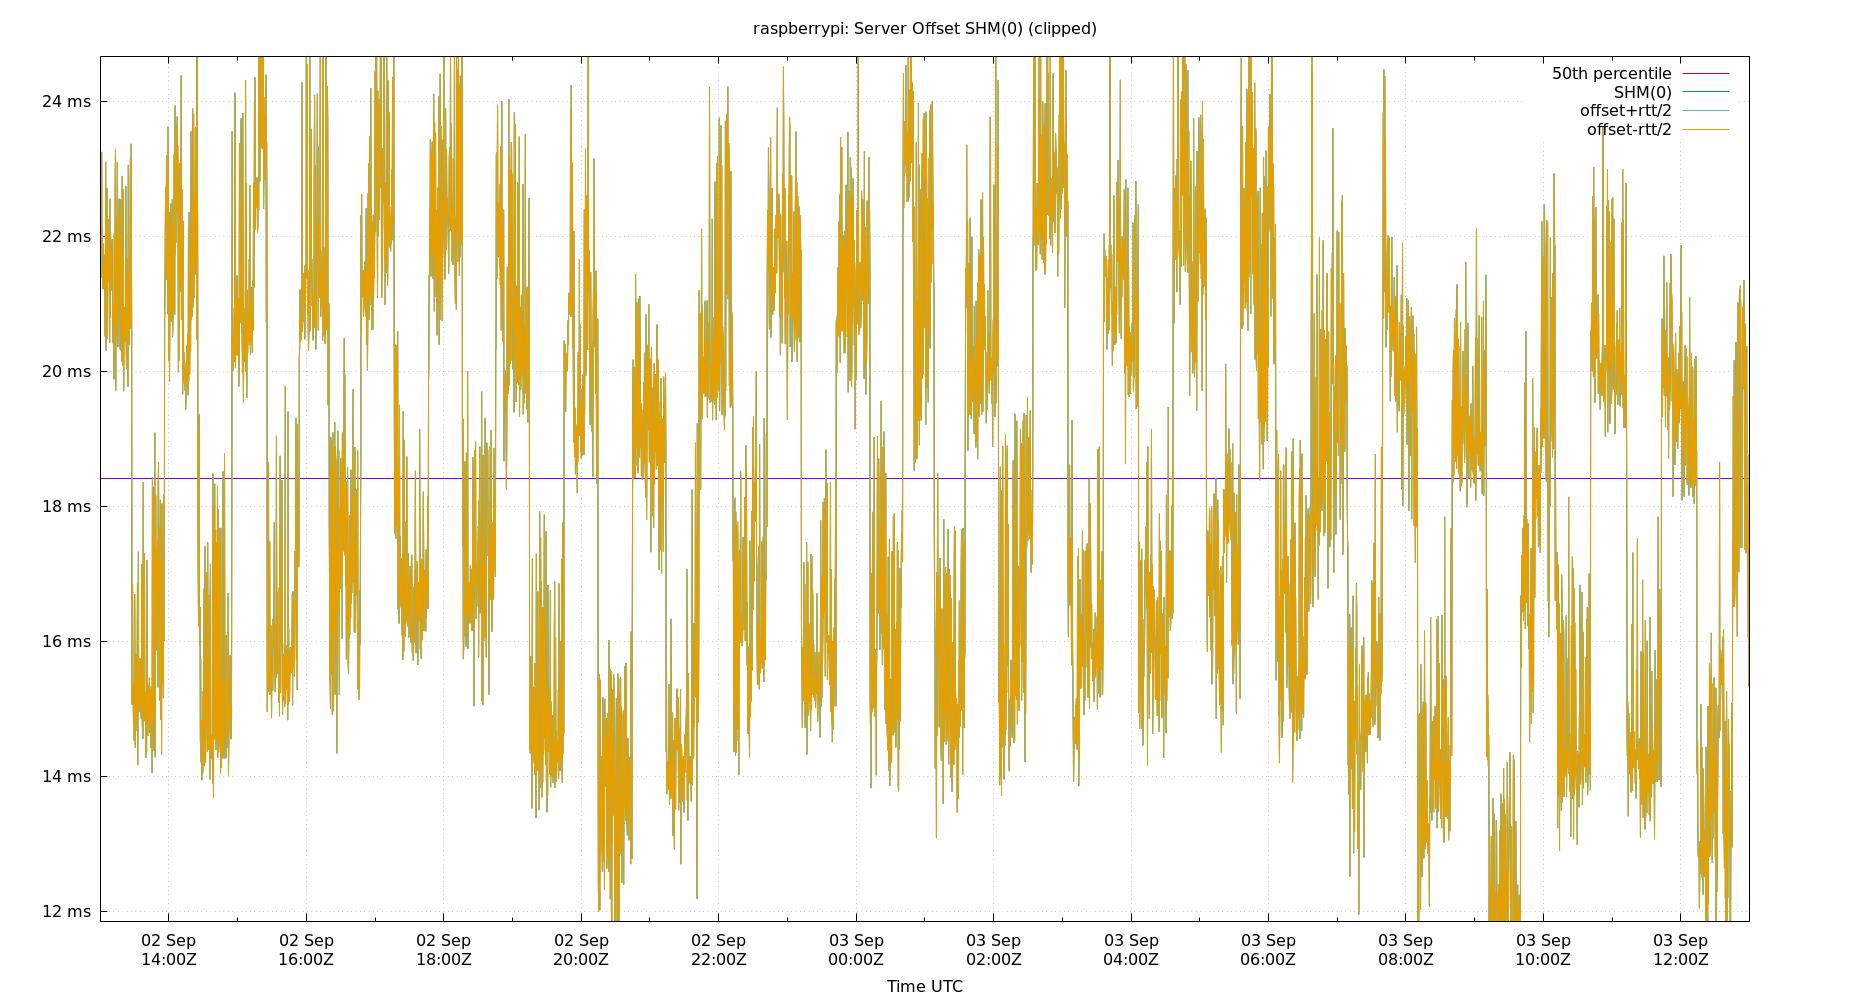 raspberrypi: Server Offset SHM(0) (clipped)
50th percentile
SHM(0)
offset+rtt/2
offset-rtt/2
24 ms
22 ms
20 ms
18 ms
16 ms
14 ms
12 ms
02 Sep 02 Sep 02 Sep 02 Sep 02 Sep 03 Sep 03 Sep 03 Sep 03 Sep 03 Sep 03 Sep 03 Sep
14:00Z 16:00Z 18:00Z 20:00Z 22:00Z 00:00Z 02:00Z 04:00Z 06:00Z 08:00Z 10:00Z 12:00Z
Time UTC